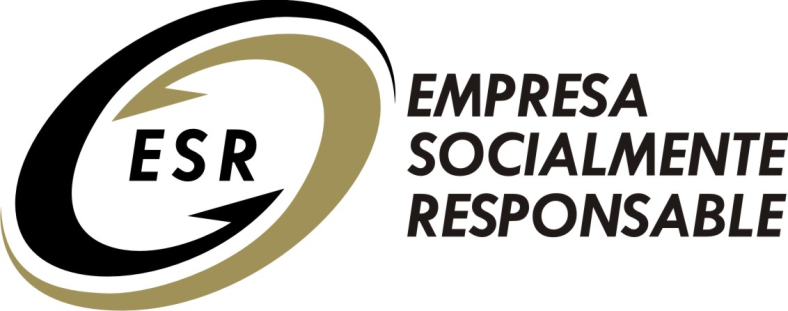 ESR
EMPRESA
SOCIALMENTE
RESPONSABLE